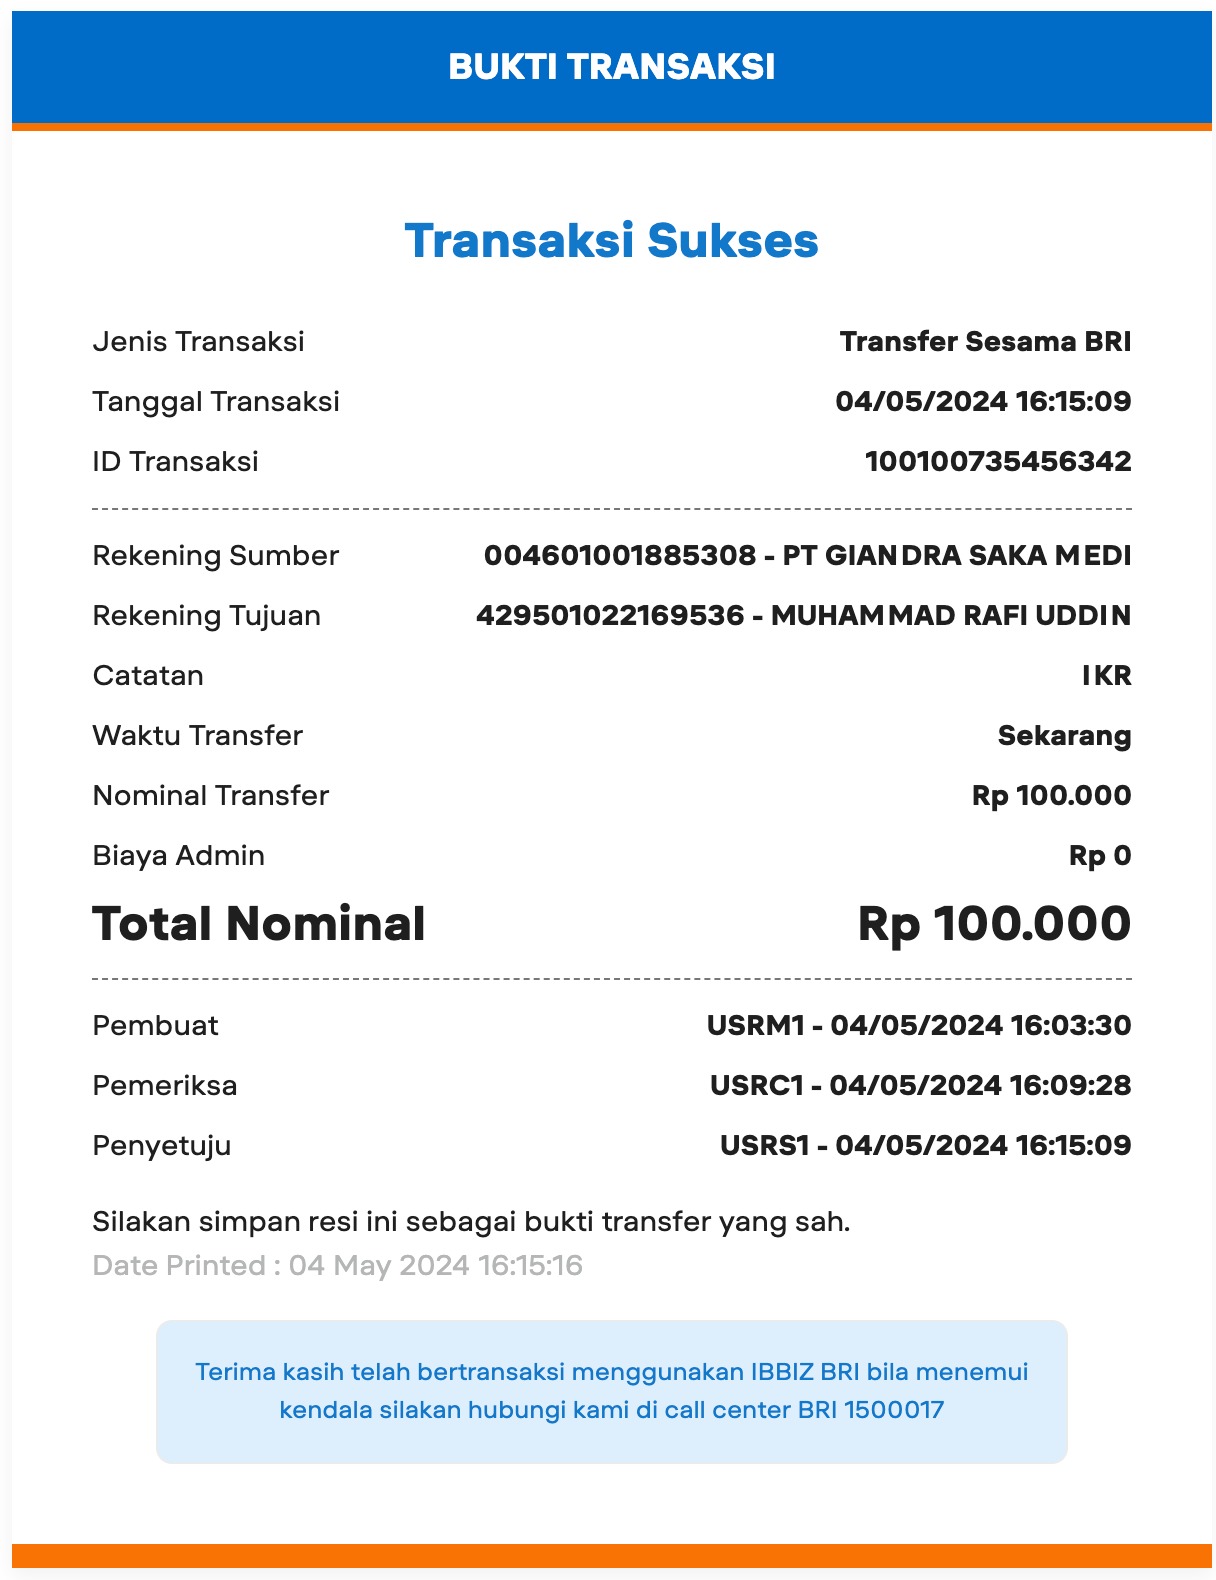 BUKTI TRANSAKSI
Transaksi Sukses
Jenis Transaksi Transfer Sesama BRI
Tanggal Transaksi 04/05/2024 16:15:09
ID Transaksi 100100735456342
Rekening Sumber 004601001885308 - PT GIANDRA SAKA MEDI
Rekening Tujuan 429501022169536 - MUHAMMAD RAFI UDDIN
Catatan IKR
Waktu Transfer Sekarang
Nominal Transfer Rp 100.000
Biaya Admin Rp 0
Total Nominal Rp 100.000
Pembuat USRM1 - 04/05/2024 16:03:30
Pemeriksa USRC1 - 04/05/2024 16:09:28
Penyetuju USRS1 - 04/05/2024 16:15:09
Silakan simpan resi ini sebagai bukti transfer yang sah.
Date Printed : 04 May 2024 16:15:16
Terima kasih telah bertransaksi menggunakan IBBIZ BRI bila menemui
kendala silakan hubungi kami di call center BRI 1500017